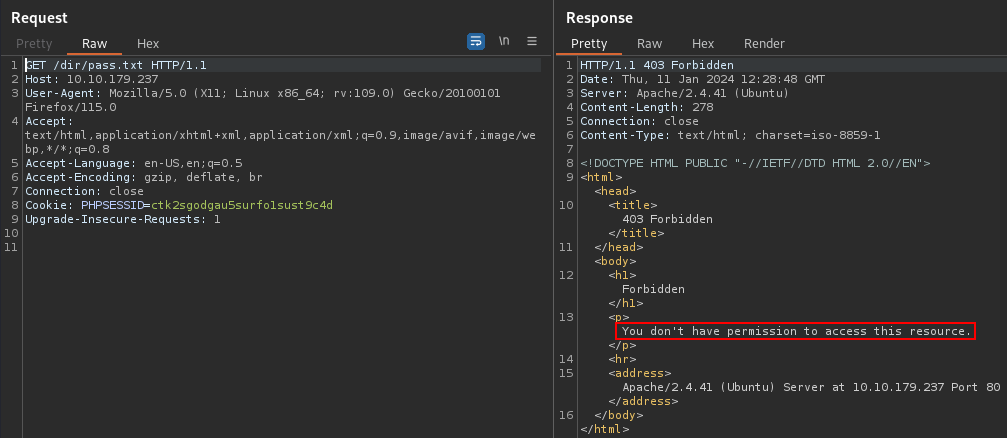 Request
Pretty Raw Hex \n
1 GET /dir/pass.txt HTTP/1.1
2 Host: 10.10.179.237
3 User-Agent: Mozilla/5.0 (X11; Linux x86_64; rv:109.0) Gecko/20100101
Firefox/115.0
4 Accept:
text/html,application/xhtml+xml,application/xml;q=0.9,image/avif,image/we
bp,*/*;q=0.8
5 Accept-Language: en-US,en;q=0.5
6 Accept-Encoding: gzip, deflate, br
7 Connection: close
8 Cookie: PHPSESSID=ctk2sgodgau5surfo1sust9c4d
9 Upgrade-Insecure-Requests: 1
10
11
Response
Pretty Raw Hex Render
1 HTTP/1.1 403 Forbidden
2 Date: Thu, 11 Jan 2024 12:28:48 GMT
3 Server: Apache/2.4.41 (Ubuntu)
4 Content-Length: 278
5 Connection: close
6 Content-Type: text/html; charset=iso-8859-1
7
8 <!DOCTYPE HTML PUBLIC "-//IETF//DTD HTML 2.0//EN">
9 <html>
<head>
10 <title>
403 Forbidden
</title>
11 </head>
<body>
12 <h1>
Forbidden
</h1>
13 <p>
You don't have permission to access this resource.
</p>
14 <hr>
15 <address>
Apache/2.4.41 (Ubuntu) Server at 10.10.179.237 Port 80
</address>
16 </body>
</html>